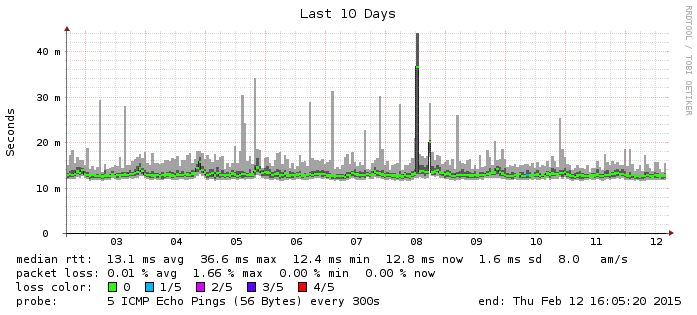 Last 10 Days
RRDTOOL / TOBI OETIKER
Seconds
40 m
30 m
20 m
10 m
0
03 04 05 06 07 08 09 10 11 12
median rtt: 13.1 ms avg 36.6 ms max 12.4 ms min 12.8 ms now 1.6 ms sd 8.0 am/s
packet loss: 0.01 % avg 1.66 % max 0.00 % min 0.00 % now
loss color: 0 1/5 2/5 3/5 4/5
probe: 5 ICMP Echo Pings (56 Bytes) every 300s end: Thu Feb 12 16:05:20 2015